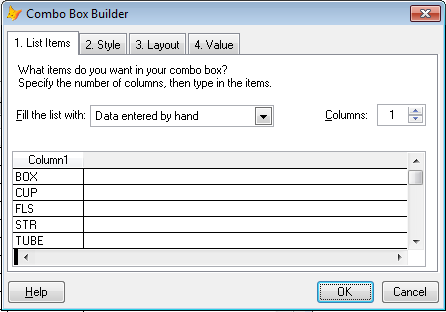 Combo Box Builder
1. List Items 2. Style 3. Layout 4. Value
What items do you want in your combo box?
Specify the number of columns, then type in the items.
Fill the list with: Data entered by hand Columns: 1
Column1
BOX
CUP
FLS
STR
TUBE
Help OK Cancel